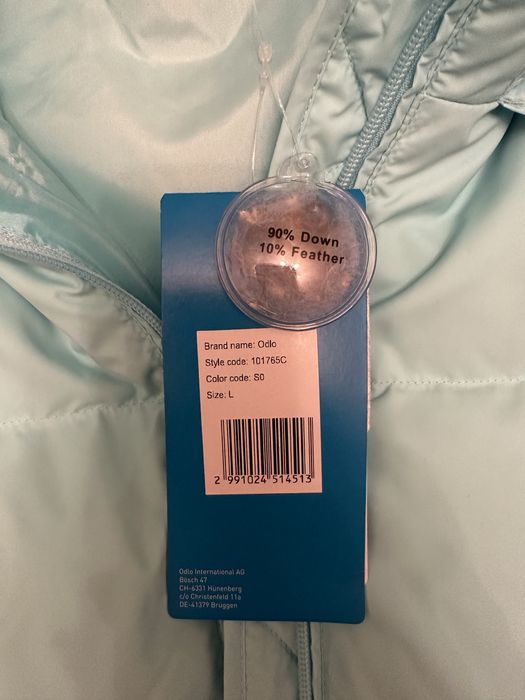 90% Down
10% Feather
Brand name: Odlo
Style code: 101765C
Color code: S0
Size: L
2 991024 514513
Odlo International AG
Bösch 47
CH-6331 Hünenberg
c/o Christenfeld 11a
DE-41379 Brüggen